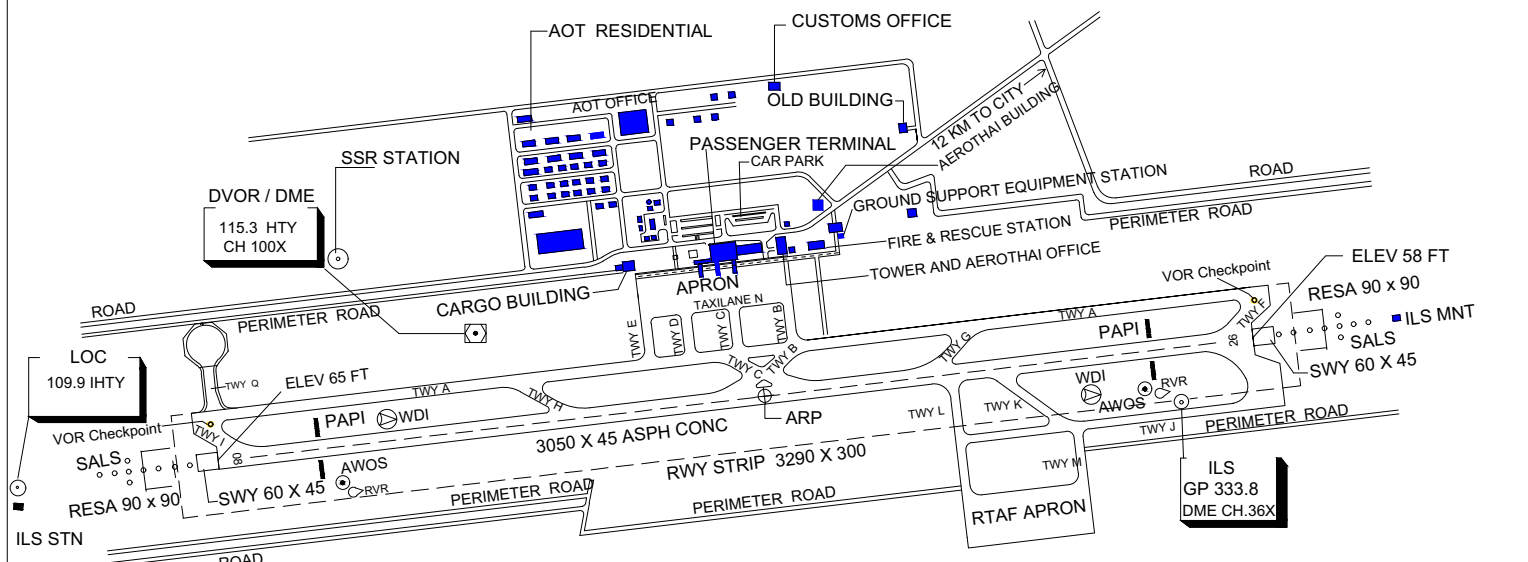 CUSTOMS OFFICE
AOT RESIDENTIAL
AOT OFFICE
OLD BUILDING
12 KM TO CITY
AEROTHAI BUILDING
PASSENGER TERMINAL
CAR PARK
SSR STATION
DVOR / DME
115.3 HTY
CH 100X
GROUND SUPPORT EQUIPMENT STATION
ROAD
PERIMETER ROAD
FIRE & RESCUE STATION
TOWER AND AEROTHAI OFFICE
VOR Checkpoint
ELEV 58 FT
RESA 90 x 90
ILS MNT
SALS
SWY 60 X 45
CARGO BUILDING
APRON
TAXILANE N
ROAD
PERIMETER ROAD
TWY E
TWY D
TWY C
TWY B
TWY A
TWY F
PAPI
26
TWY G
TWY B
TWY C
LOC
109.9 IHTY
TWY Q
ELEV 65 FT
TWY A
TWY H
ARP
WDI
RVR
AWOS
TWY L
TWY K
TWY J
PERIMETER ROAD
VOR Checkpoint
TWY I
PAPI
WDI
3050 X 45 ASPH CONC
RWY STRIP 3290 X 300
SALS
08
AWOS
RVR
RESA 90 x 90
SWY 60 X 45
PERIMETER ROAD
PERIMETER ROAD
TWY M
RTAF APRON
ILS
GP 333.8
DME CH.36X
ILS STN
ROAD